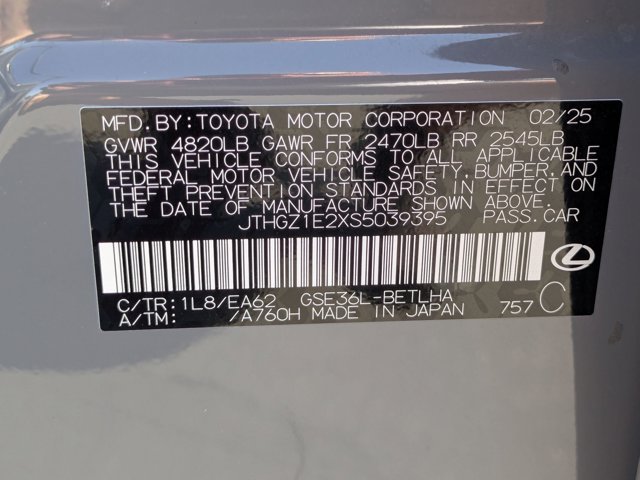 MFD.BY:TOYOTA MOTOR CORPORATION 02/25
GVWR 4820LB GAWR FR 2470LB RR 2545LB
THIS VEHICLE CONFORMS TO ALL APPLICABLE
FEDERAL MOTOR VEHICLE SAFETY,BUMPER,AND
THEFT PREVENTION STANDARDS IN EFFECT ON
THE DATE OF MANUFACTURE SHOWN ABOVE.
JTHGZ1E2XS5039395 PASS.CAR
C/TR:1L8/EA62 GSE36L-BETLHA
A/TM: /A760H MADE IN JAPAN 757 C